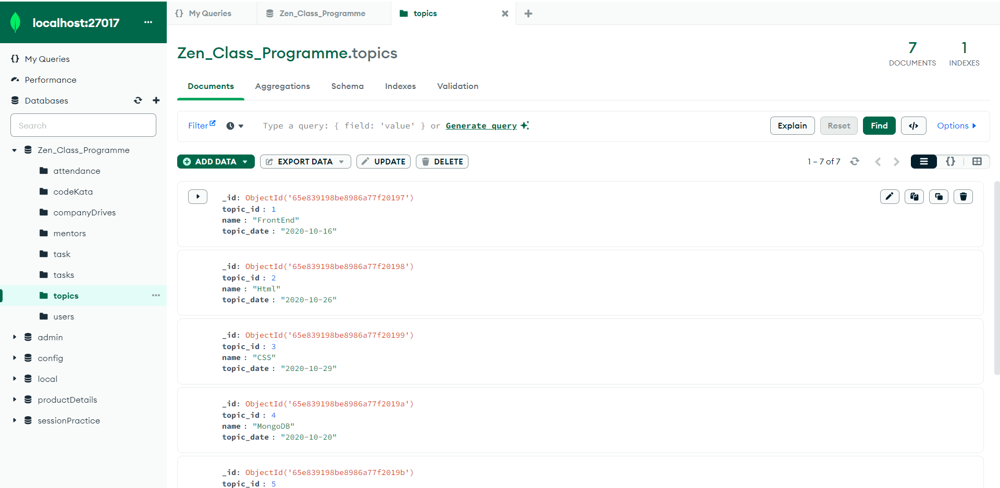 localhost:27017
{} My Queries
Zen_Class_Programme
topics
My Queries
Performance
Databases
Search
Zen_Class_Programme
attendance
codeKata
companyDrives
mentors
task
tasks
topics
users
admin
config
local
productDetails
sessionPractice
Zen_Class_Programme.topics
7
DOCUMENTS
1
INDEXES
Documents Aggregations Schema Indexes Validation
Filter Type a query: { field: 'value' } or Generate query Explain Reset Find </> Options
ADD DATA EXPORT DATA UPDATE DELETE 1 – 7 of 7 {}
_id: ObjectId('65e839198be8986a77f20197')
topic_id : 1
name : "FrontEnd"
topic_date : "2020-10-16"
_id: ObjectId('65e839198be8986a77f20198')
topic_id : 2
name : "Html"
topic_date : "2020-10-26"
_id: ObjectId('65e839198be8986a77f20199')
topic_id : 3
name : "CSS"
topic_date : "2020-10-29"
_id: ObjectId('65e839198be8986a77f2019a')
topic_id : 4
name : "MongoDB"
topic_date : "2020-10-20"
_id: ObjectId('65e839198be8986a77f2019b')
topic_id : 5